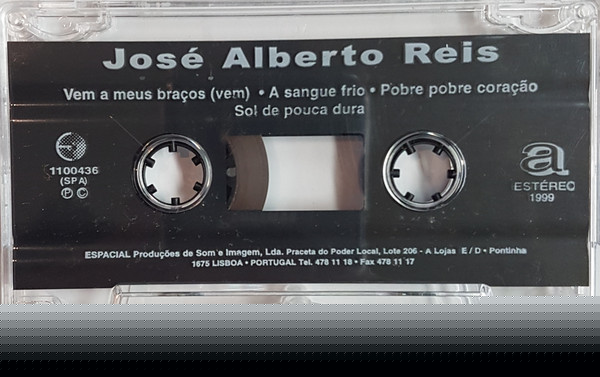 José Alberto Reis
Vem a meus braços (vem) • A sangue frio • Pobre pobre coração
Sol de pouca dura
1100436
(SPA)
Ⓟ ©
a
ESTÉREO
1999
ESPACIAL Produções de Som e Imagem, Lda. Praceta do Poder Local, Lote 206 - A Lojas E / D • Pontinha
1675 LISBOA • PORTUGAL Tel. 478 11 18 • Fax 478 11 17